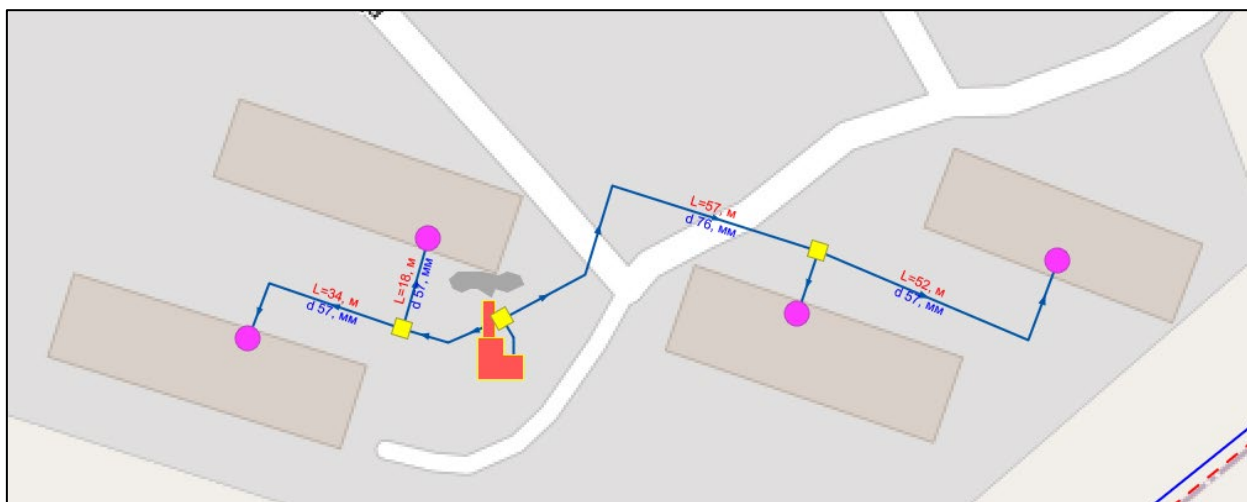 L=57, м
d 76, мм
L=18, м
d 57, мм
L=34, м
d 57, мм
L=52, м
d 57, мм